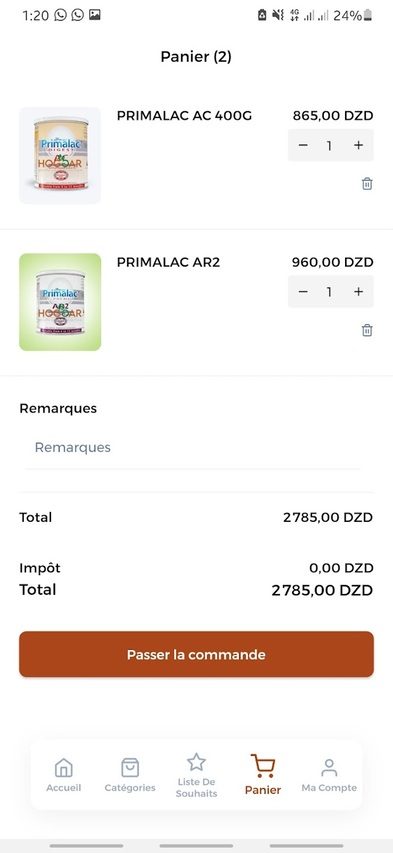 1:20
4G
24%
Panier (2)
PRIMALAC AC 400G
865,00 DZD
− 1 +
Primalac
DIGEST
HOGGAR
PRIMALAC AR2
960,00 DZD
− 1 +
Primalac
AR2
HOGGAR
Remarques
Remarques
Total
2785,00 DZD
Impôt
0,00 DZD
Total
2785,00 DZD
Passer la commande
Accueil
Catégories
Liste De
Souhaits
Panier
Ma Compte